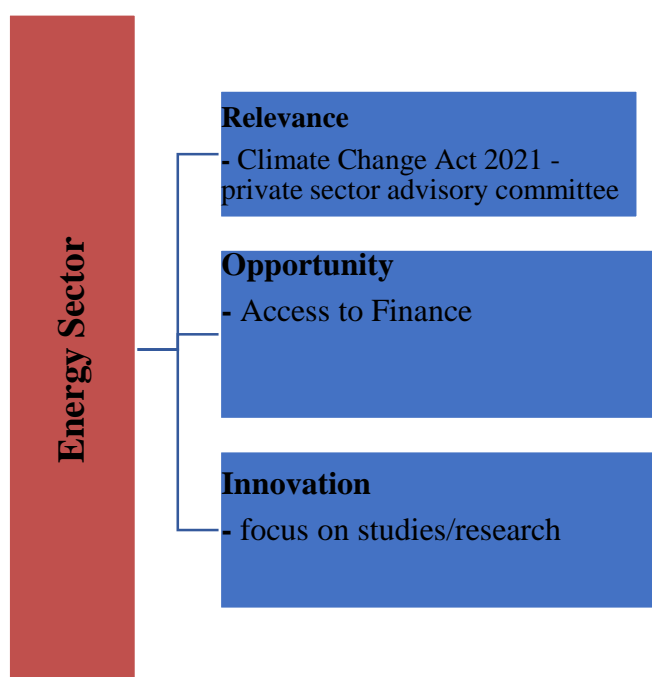 Energy Sector
Relevance
- Climate Change Act 2021 -
private sector advisory committee
Opportunity
- Access to Finance
Innovation
- focus on studies/research